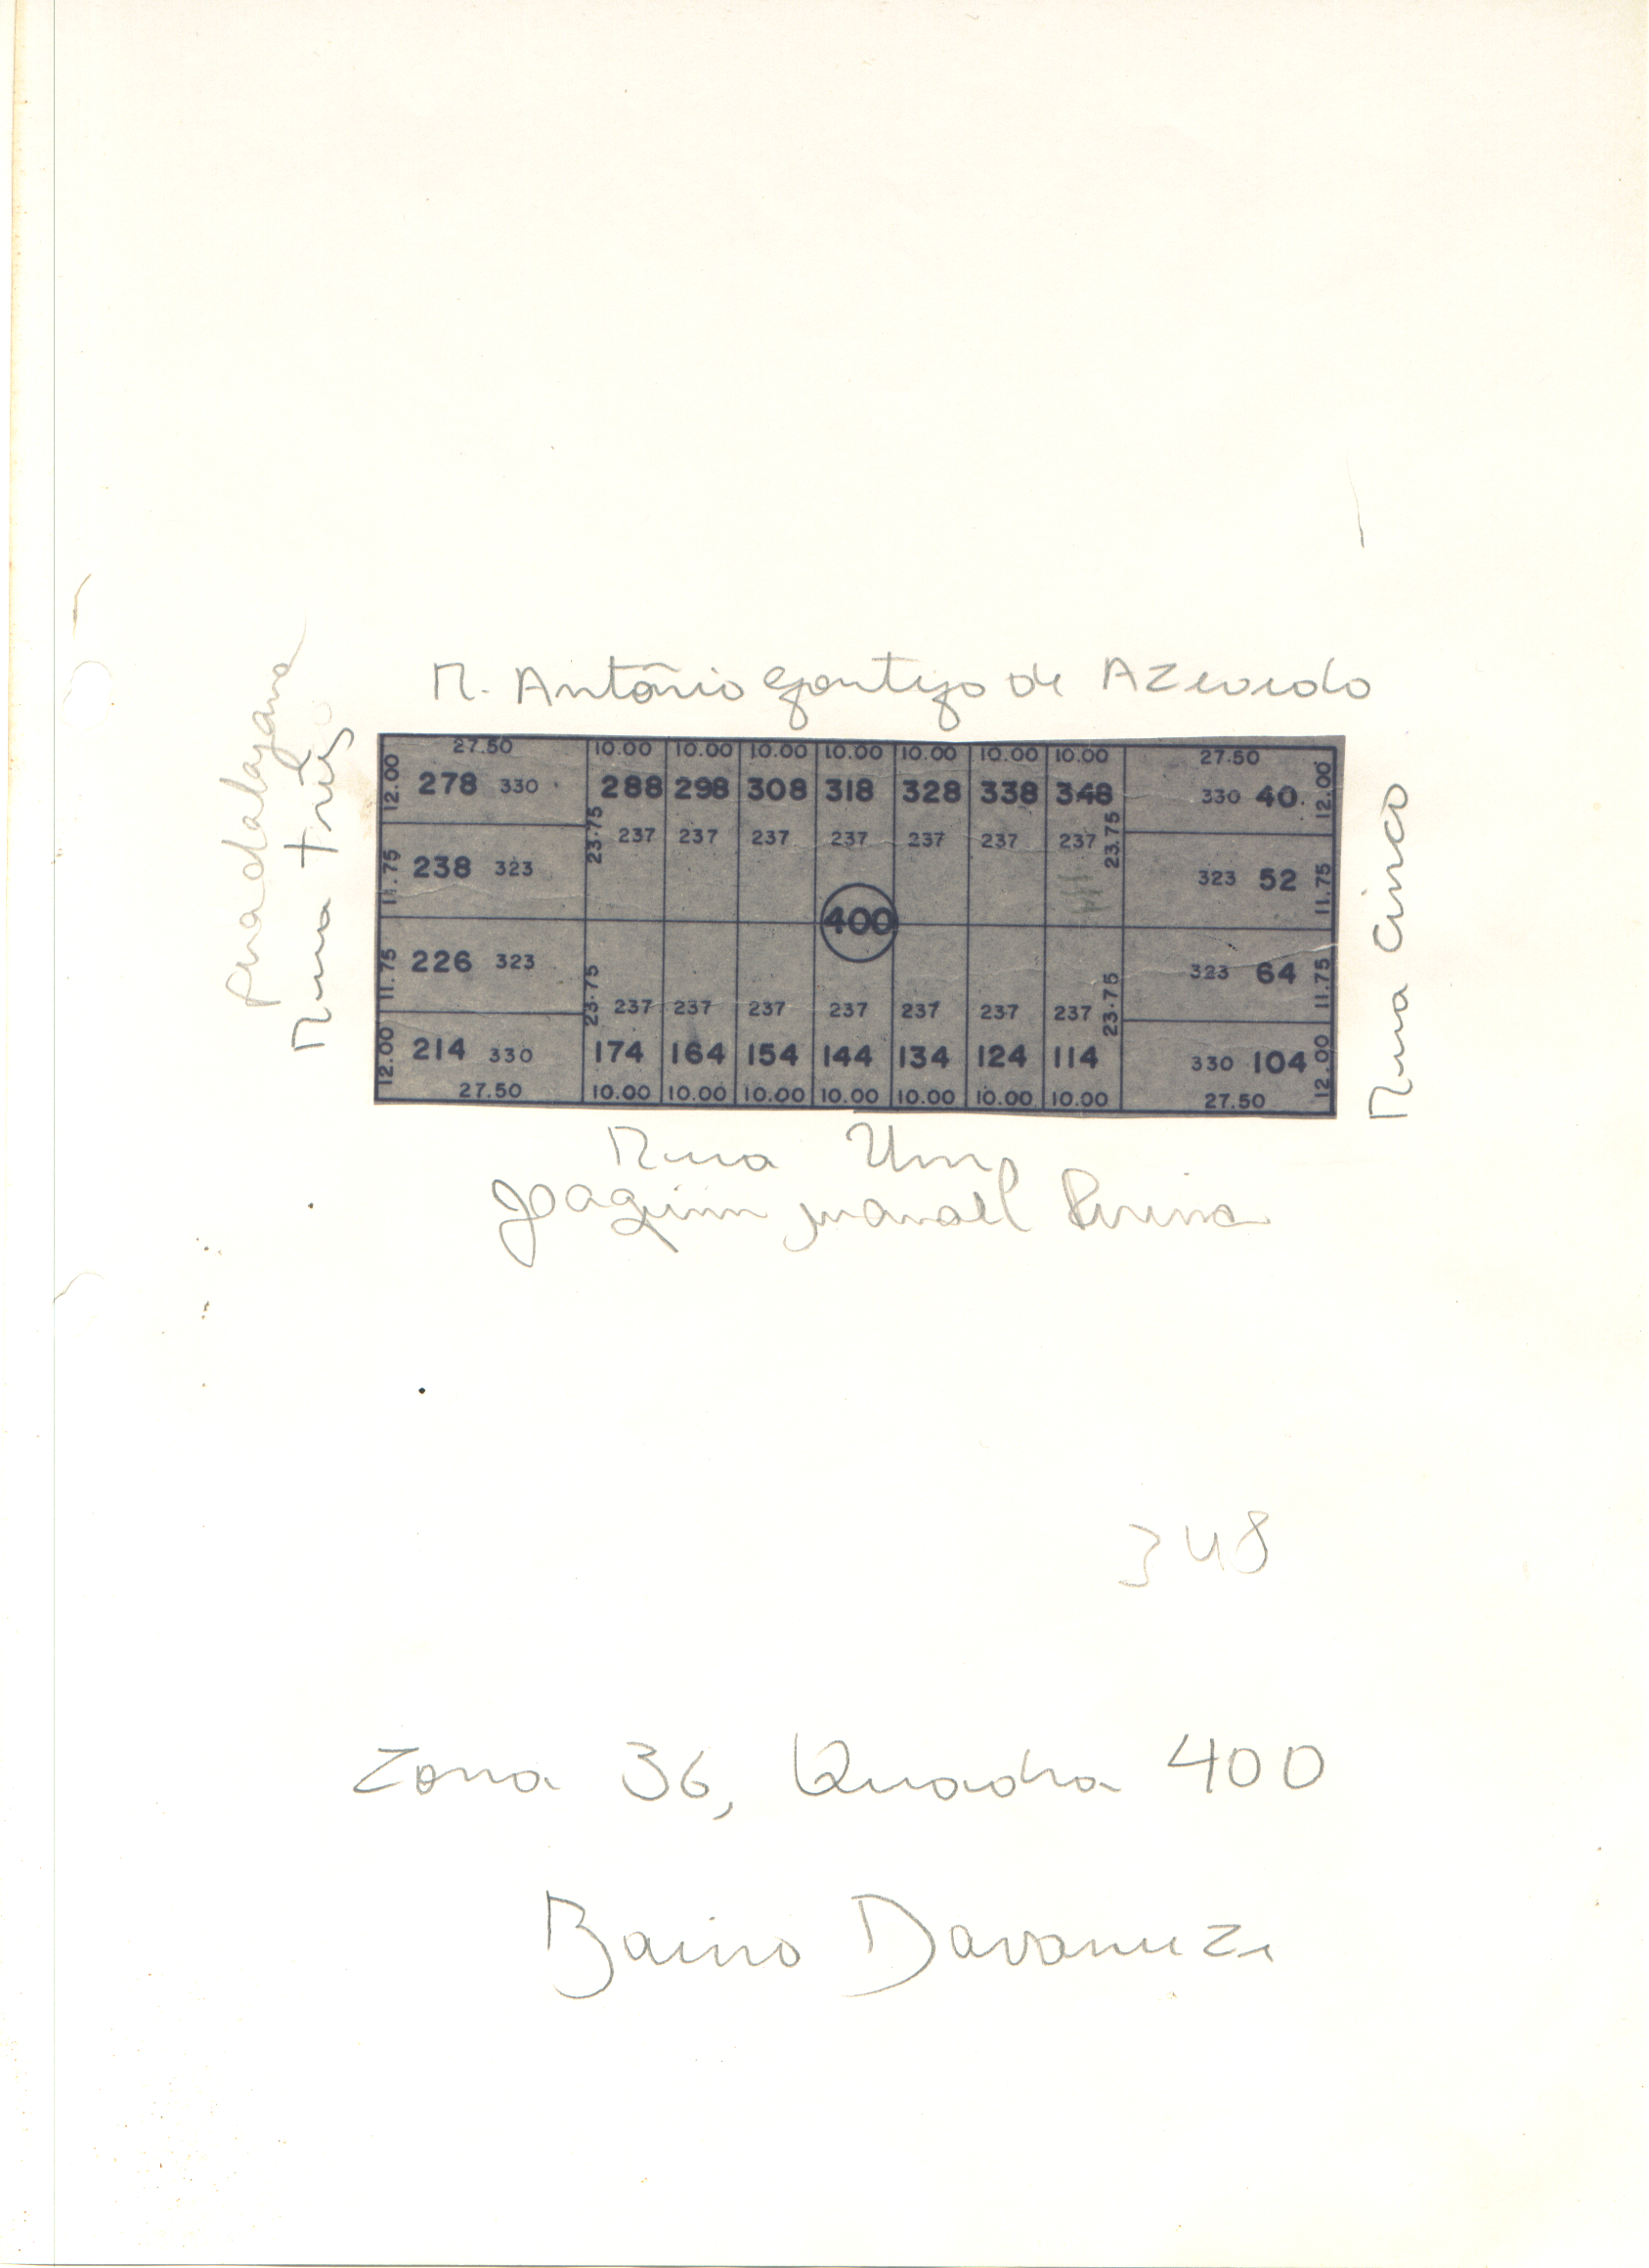 R. Antônio Gontijo de Azevedo
Guadalajara
Rua três
27.50 10.00 10.00 10.00 10.00 10.00 10.00 10.00 27.50
12.00 278 330 288 298 308 318 328 338 348 330 40. 12.00
23.75 237 237 237 237 237 237 237 23.75
11.75 238 323 323 52 11.75
400
11.75 226 323 323 64 11.75
23.75 237 237 237 237 237 237 237 23.75
12.00 214 330 174 164 154 144 134 124 114 330 104 12.00
27.50 10.00 10.00 10.00 10.00 10.00 10.00 10.00 27.50
Rua Cinco
Rua Um
Joaquim Manoel Pereira
348
Zona 36, Quadra 400
Bairro Davanuze